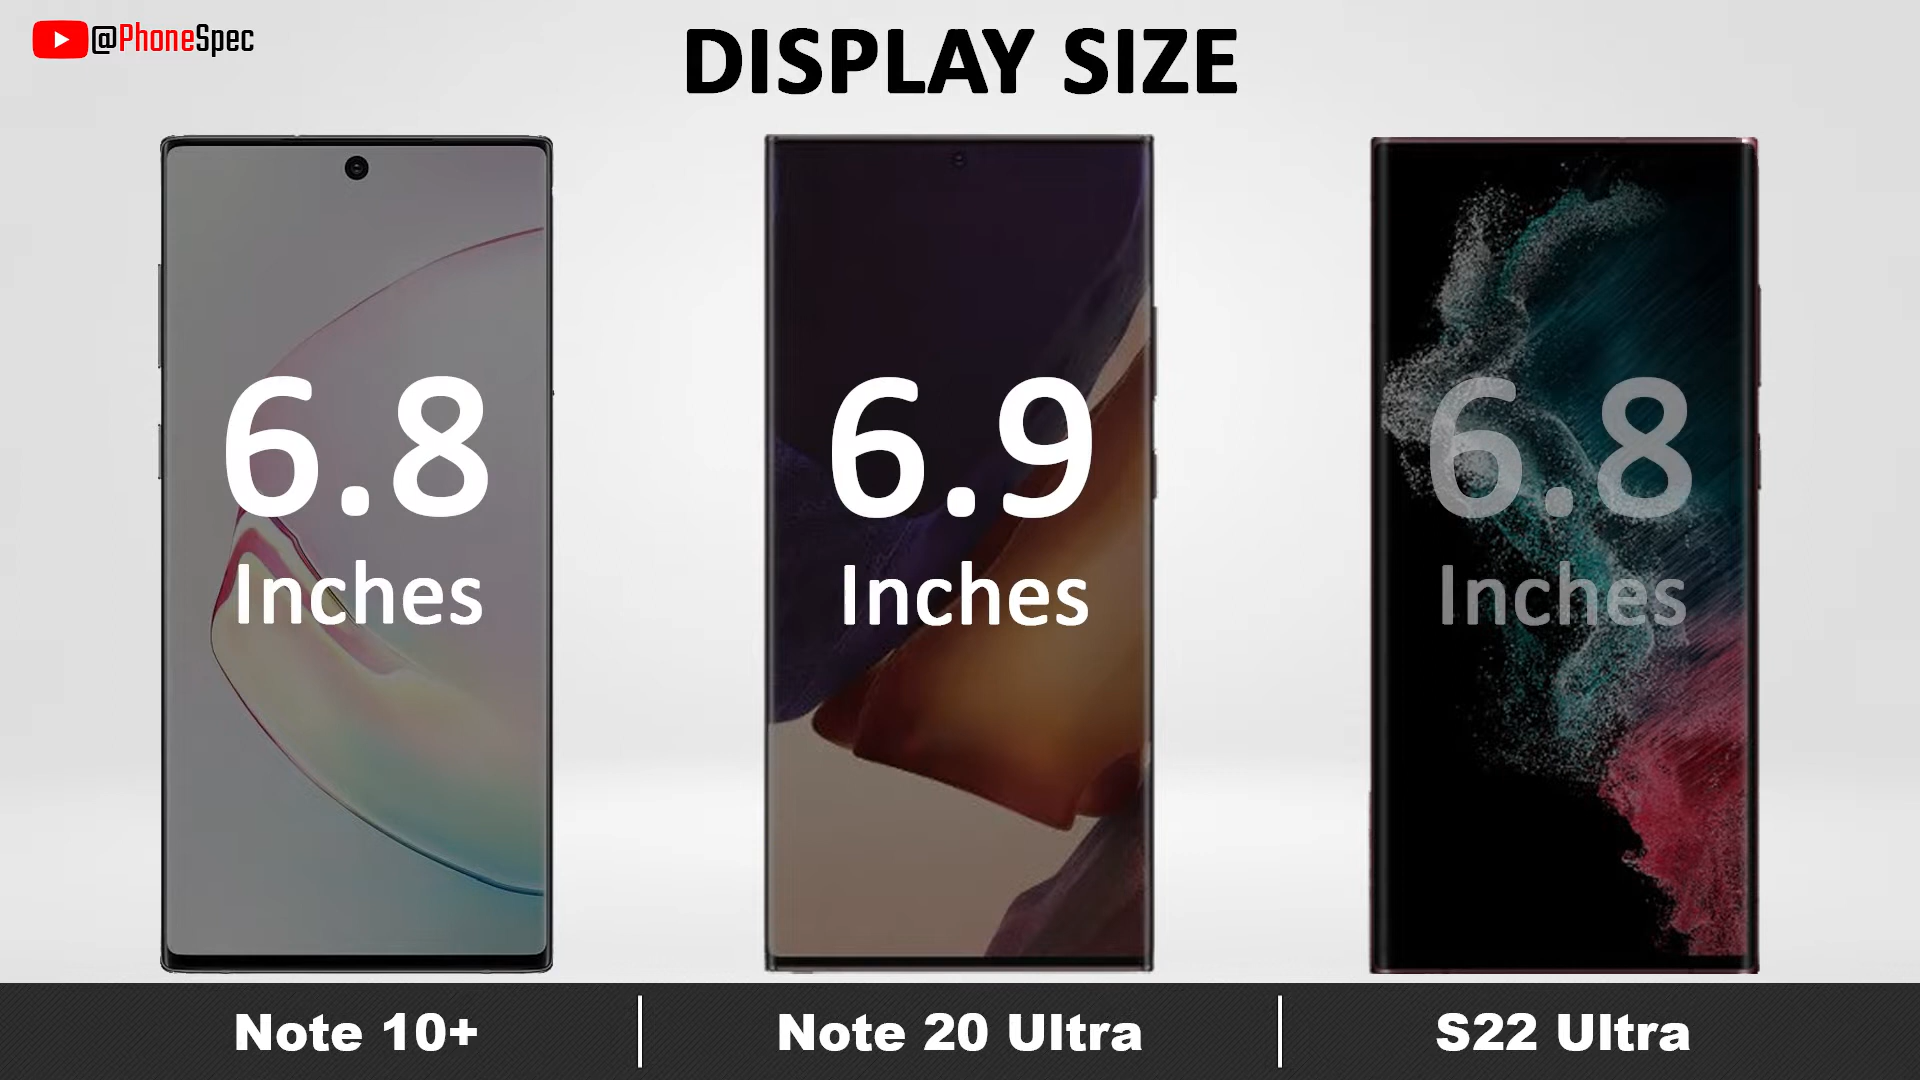 @PhoneSpec
DISPLAY SIZE
6.8
Inches
6.9
Inches
6.8
Inches
Note 10+
Note 20 Ultra
S22 Ultra